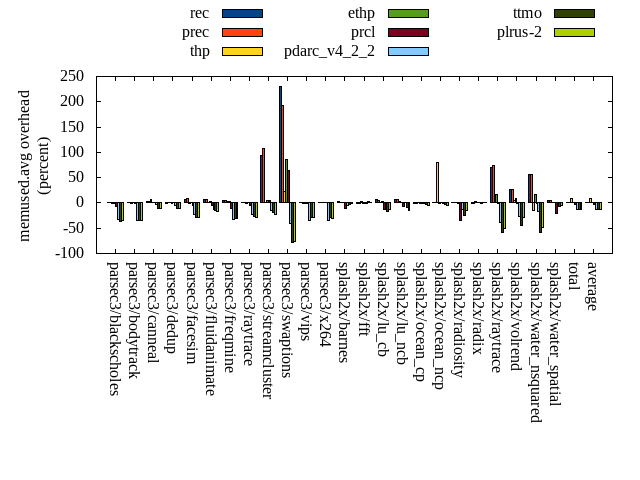 rec
prec
thp
ethp
prcl
pdarc_v4_2_2
ttmo
plrus-2
memused.avg overhead
(percent)
250
200
150
100
50
0
-50
-100
parsec3/blackscholes
parsec3/bodytrack
parsec3/canneal
parsec3/dedup
parsec3/facesim
parsec3/fluidanimate
parsec3/freqmine
parsec3/raytrace
parsec3/streamcluster
parsec3/swaptions
parsec3/vips
parsec3/x264
splash2x/barnes
splash2x/fft
splash2x/lu_cb
splash2x/lu_ncb
splash2x/ocean_cp
splash2x/ocean_ncp
splash2x/radiosity
splash2x/radix
splash2x/raytrace
splash2x/volrend
splash2x/water_nsquared
splash2x/water_spatial
total
average